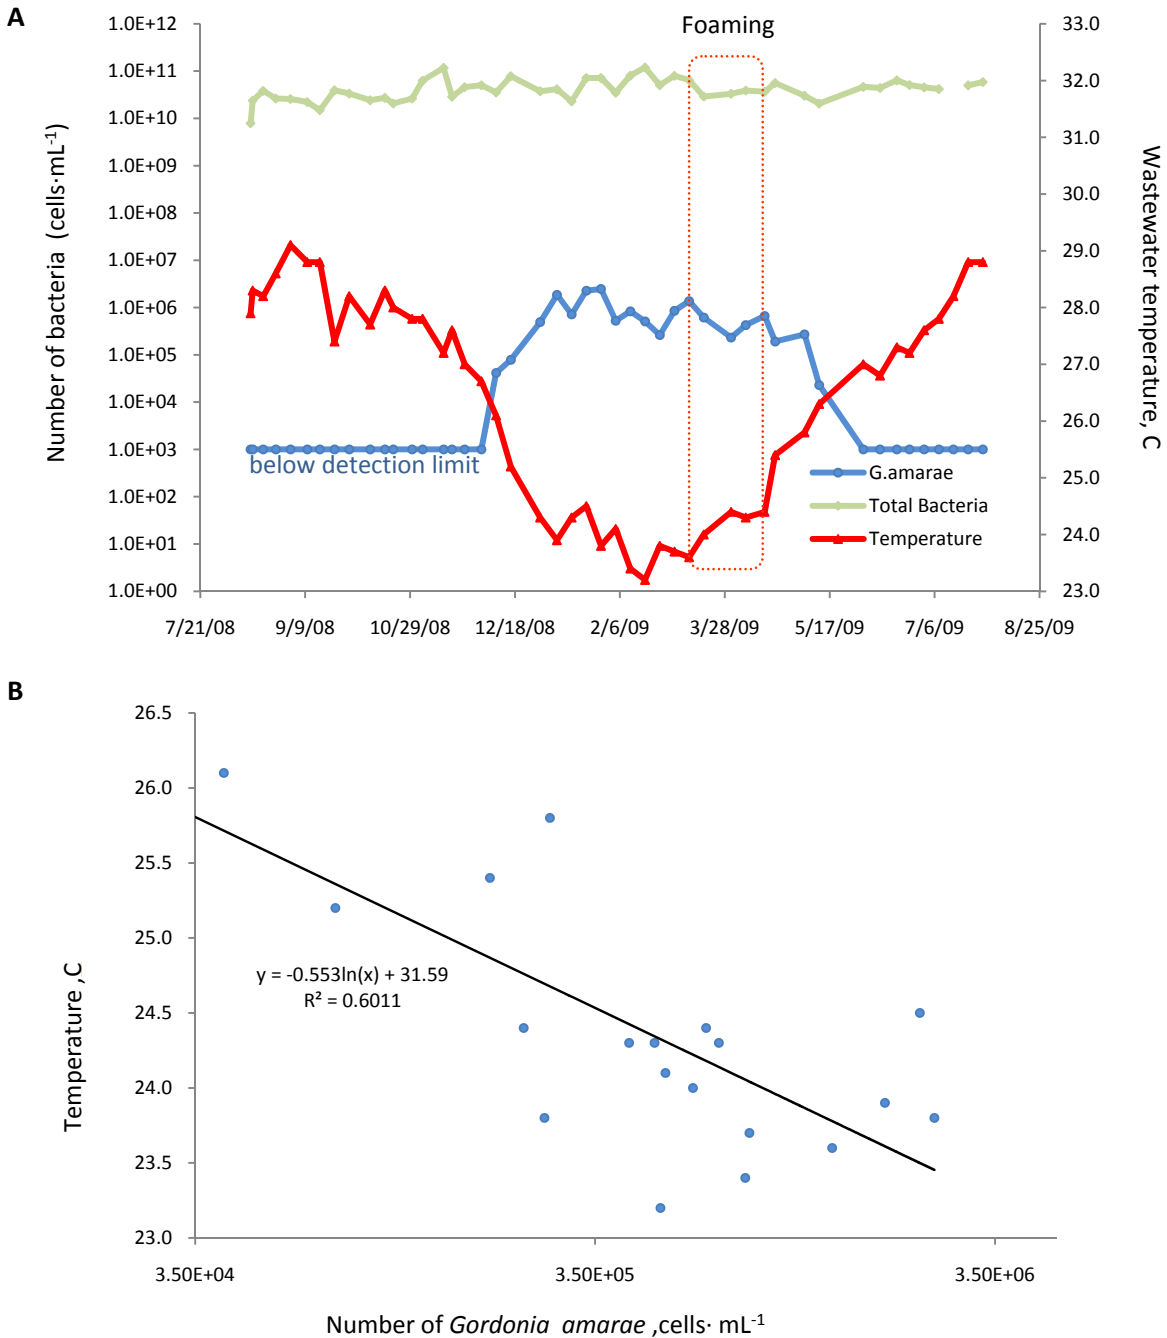 A
Foaming
Number of bacteria (cells·mL-1)
1.0E+12
1.0E+11
1.0E+10
1.0E+09
1.0E+08
1.0E+07
1.0E+06
1.0E+05
1.0E+04
1.0E+03
1.0E+02
1.0E+01
1.0E+00
33.0
32.0
31.0
30.0
29.0
28.0
27.0
26.0
25.0
24.0
23.0
Wastewater temperature, C
below detection limit
G.amarae
Total Bacteria
Temperature
7/21/08 9/9/08 10/29/08 12/18/08 2/6/09 3/28/09 5/17/09 7/6/09 8/25/09
B
Temperature ,C
26.5
26.0
25.5
25.0
24.5
24.0
23.5
23.0
y = -0.553ln(x) + 31.59
R² = 0.6011
3.50E+04 3.50E+05 3.50E+06
Number of Gordonia amarae ,cells· mL-1